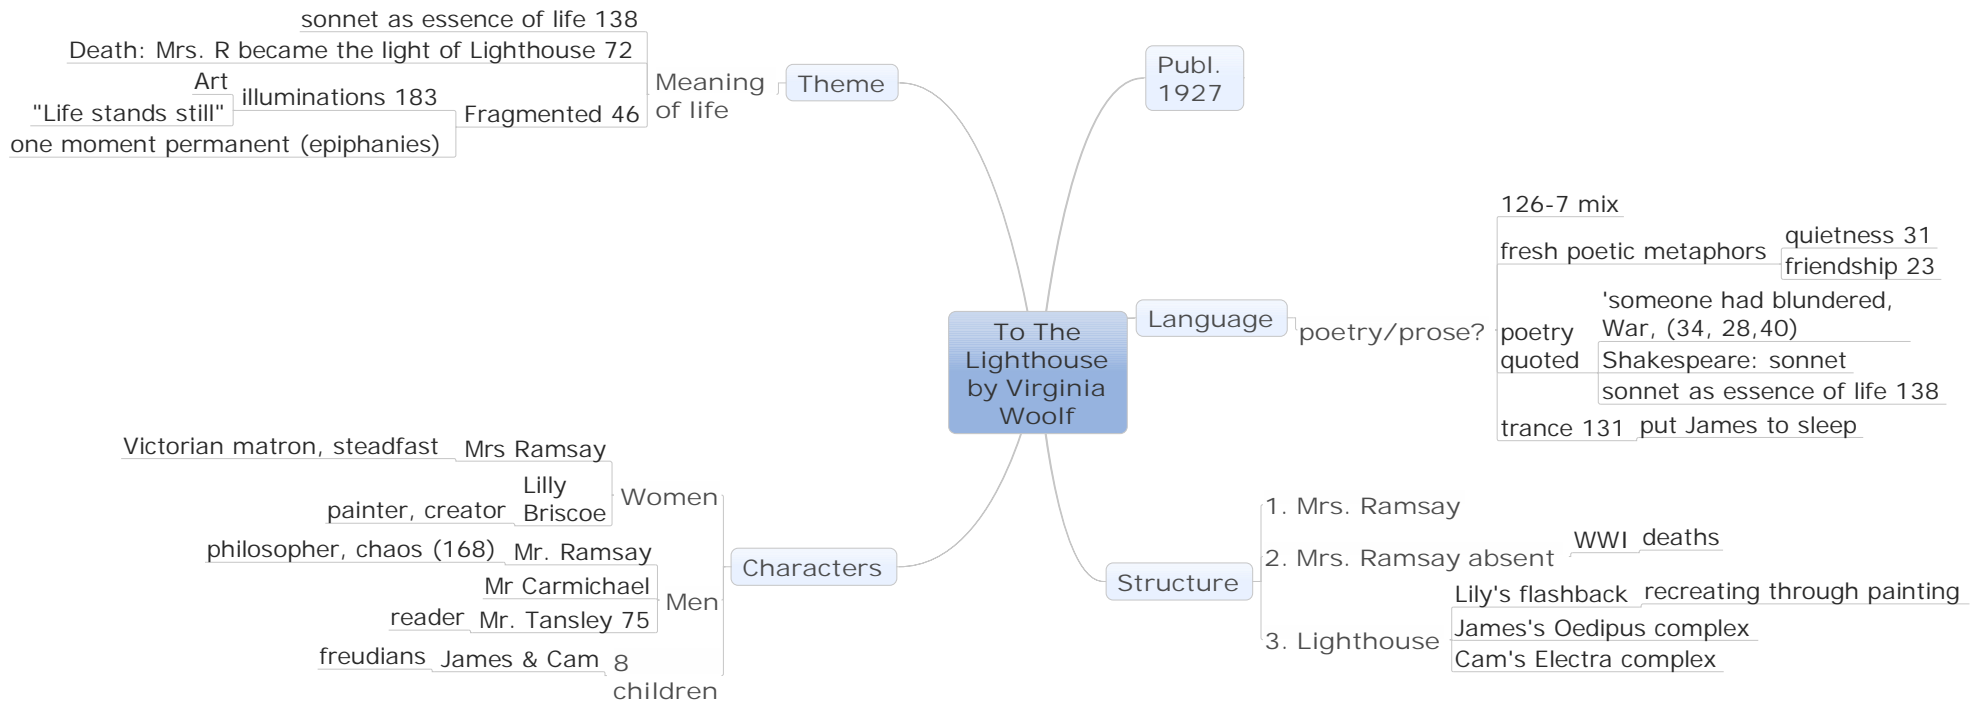 To The
Lighthouse
by Virginia
Woolf
Publ.
1927
Language
poetry/prose?
126-7 mix
fresh poetic metaphors
quietness 31
friendship 23
poetry
quoted
'someone had blundered,
War, (34, 28,40)
Shakespeare: sonnet
sonnet as essence of life 138
trance 131
put James to sleep
Structure
1. Mrs. Ramsay
2. Mrs. Ramsay absent
WWI
deaths
3. Lighthouse
Lily's flashback
recreating through painting
James's Oedipus complex
Cam's Electra complex
Theme
Meaning
of life
sonnet as essence of life 138
Death: Mrs. R became the light of Lighthouse 72
Fragmented 46
illuminations 183
Art
"Life stands still"
one moment permanent (epiphanies)
Characters
Women
Mrs Ramsay
Victorian matron, steadfast
Lilly
Briscoe
painter, creator
Men
Mr. Ramsay
philosopher, chaos (168)
Mr Carmichael
Mr. Tansley 75
reader
8
children
James & Cam
freudians